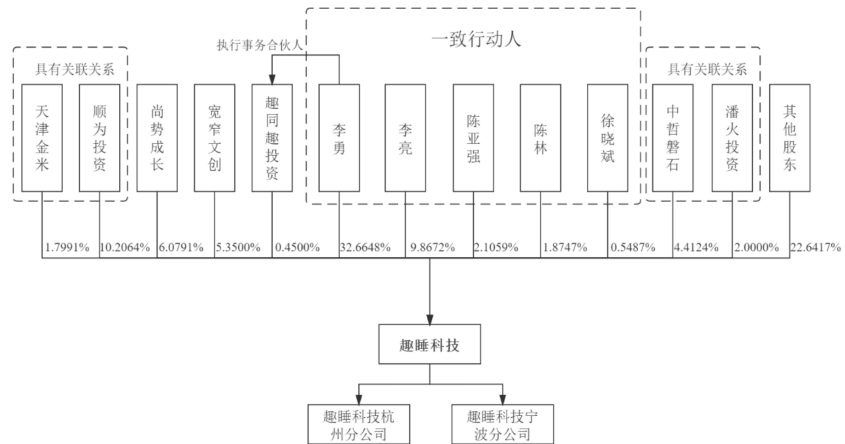 执行事务合伙人
一致行动人
具有关联关系
具有关联关系
天津金米
顺为投资
尚势成长
宽窄文创
趣同趣投资
李勇
李亮
陈亚强
陈林
徐晓斌
中哲磐石
潘火投资
其他股东
1.7991%
10.2064%
6.0791%
5.3500%
0.4500%
32.6648%
9.8672%
2.1059%
1.8747%
0.5487%
4.4124%
2.0000%
22.6417%
趣睡科技
趣睡科技杭
州分公司
趣睡科技宁
波分公司